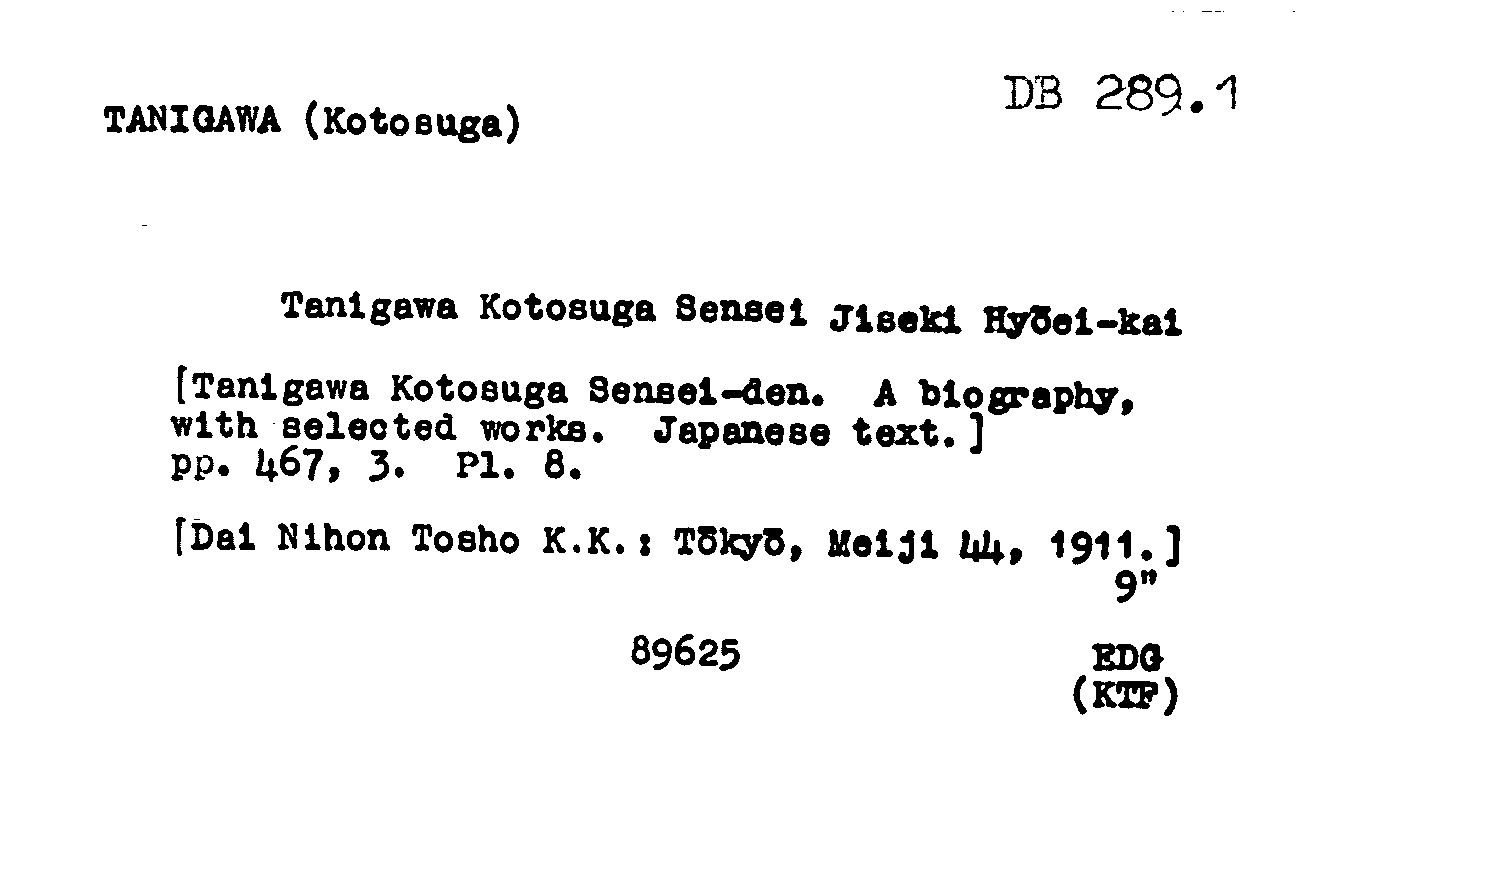 DB 289.1
TANIGAWA (Kotosuga)
Tanigawa Kotosuga Sensei Jiseki Hyōei-kai
[Tanigawa Kotosuga Sensei-den. A biography,
with selected works. Japanese text.]
pp. 467, 3. Pl. 8.
[Dai Nihon Tosho K.K.: Tōkyō, Meiji 44, 1911.]
9"
89625
EDG
(KTF)